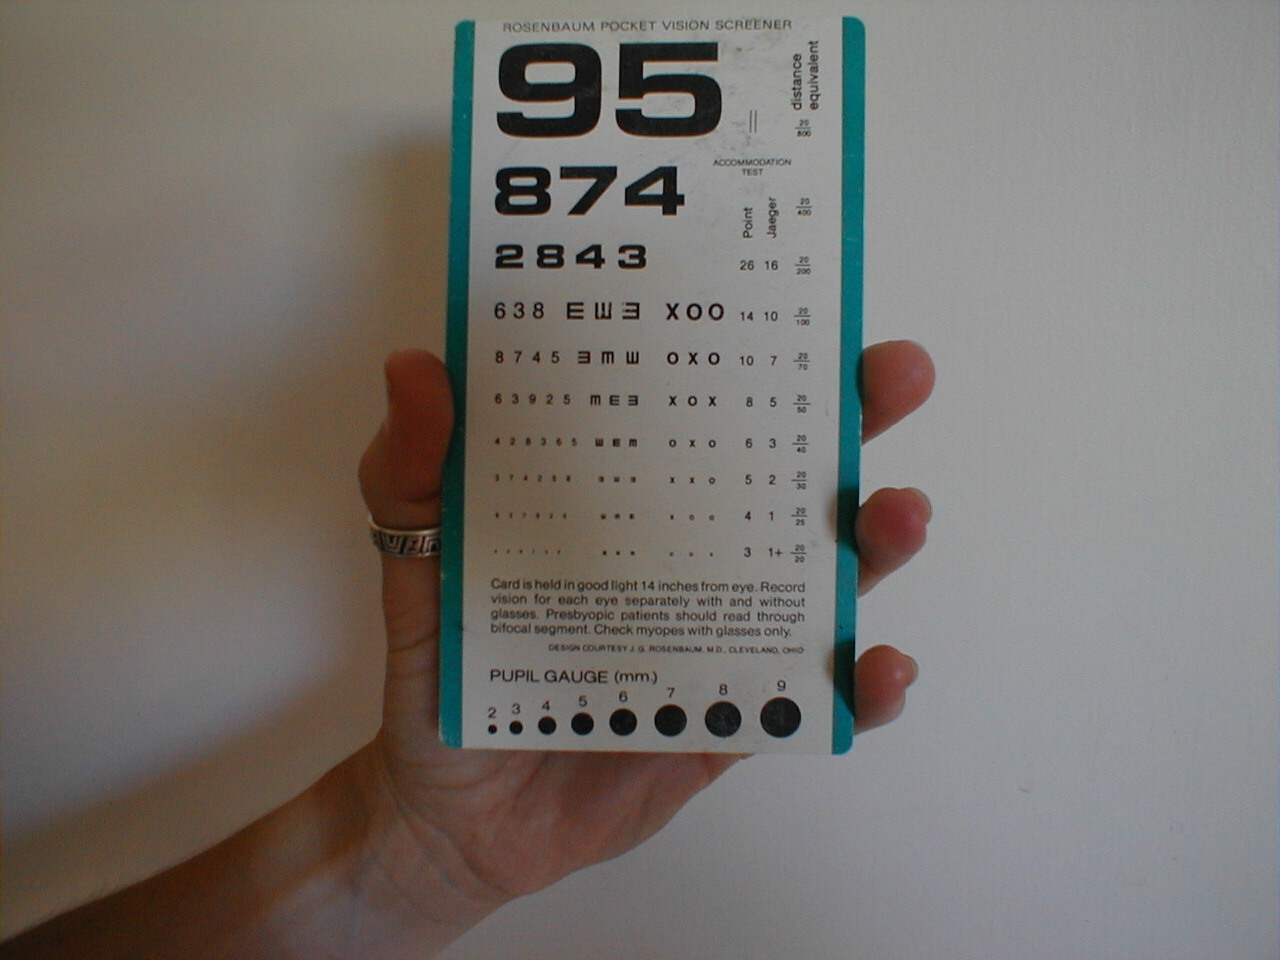 ROSENBAUM POCKET VISION SCREENER
95
distance equivalent
20/800
874
ACCOMMODATION
TEST
Point Jaeger 20/400
2843 26 16 20/200
638 E Ш Ǝ XOO 14 10 20/100
8745 Ǝ m Ш OXO 10 7 20/70
63925 m E Ǝ XOX 8 5 20/50
428365 Ш E m OXO 6 3 20/40
374258 XXO 5 2 20/30
XOO 4 1 20/25
3 1+ 20/20
Card is held in good light 14 inches from eye. Record
vision for each eye separately with and without
glasses. Presbyopic patients should read through
bifocal segment. Check myopes with glasses only.
DESIGN COURTESY J. G. ROSENBAUM, M.D., CLEVELAND, OHIO
PUPIL GAUGE (mm.)
2 3 4 5 6 7 8 9